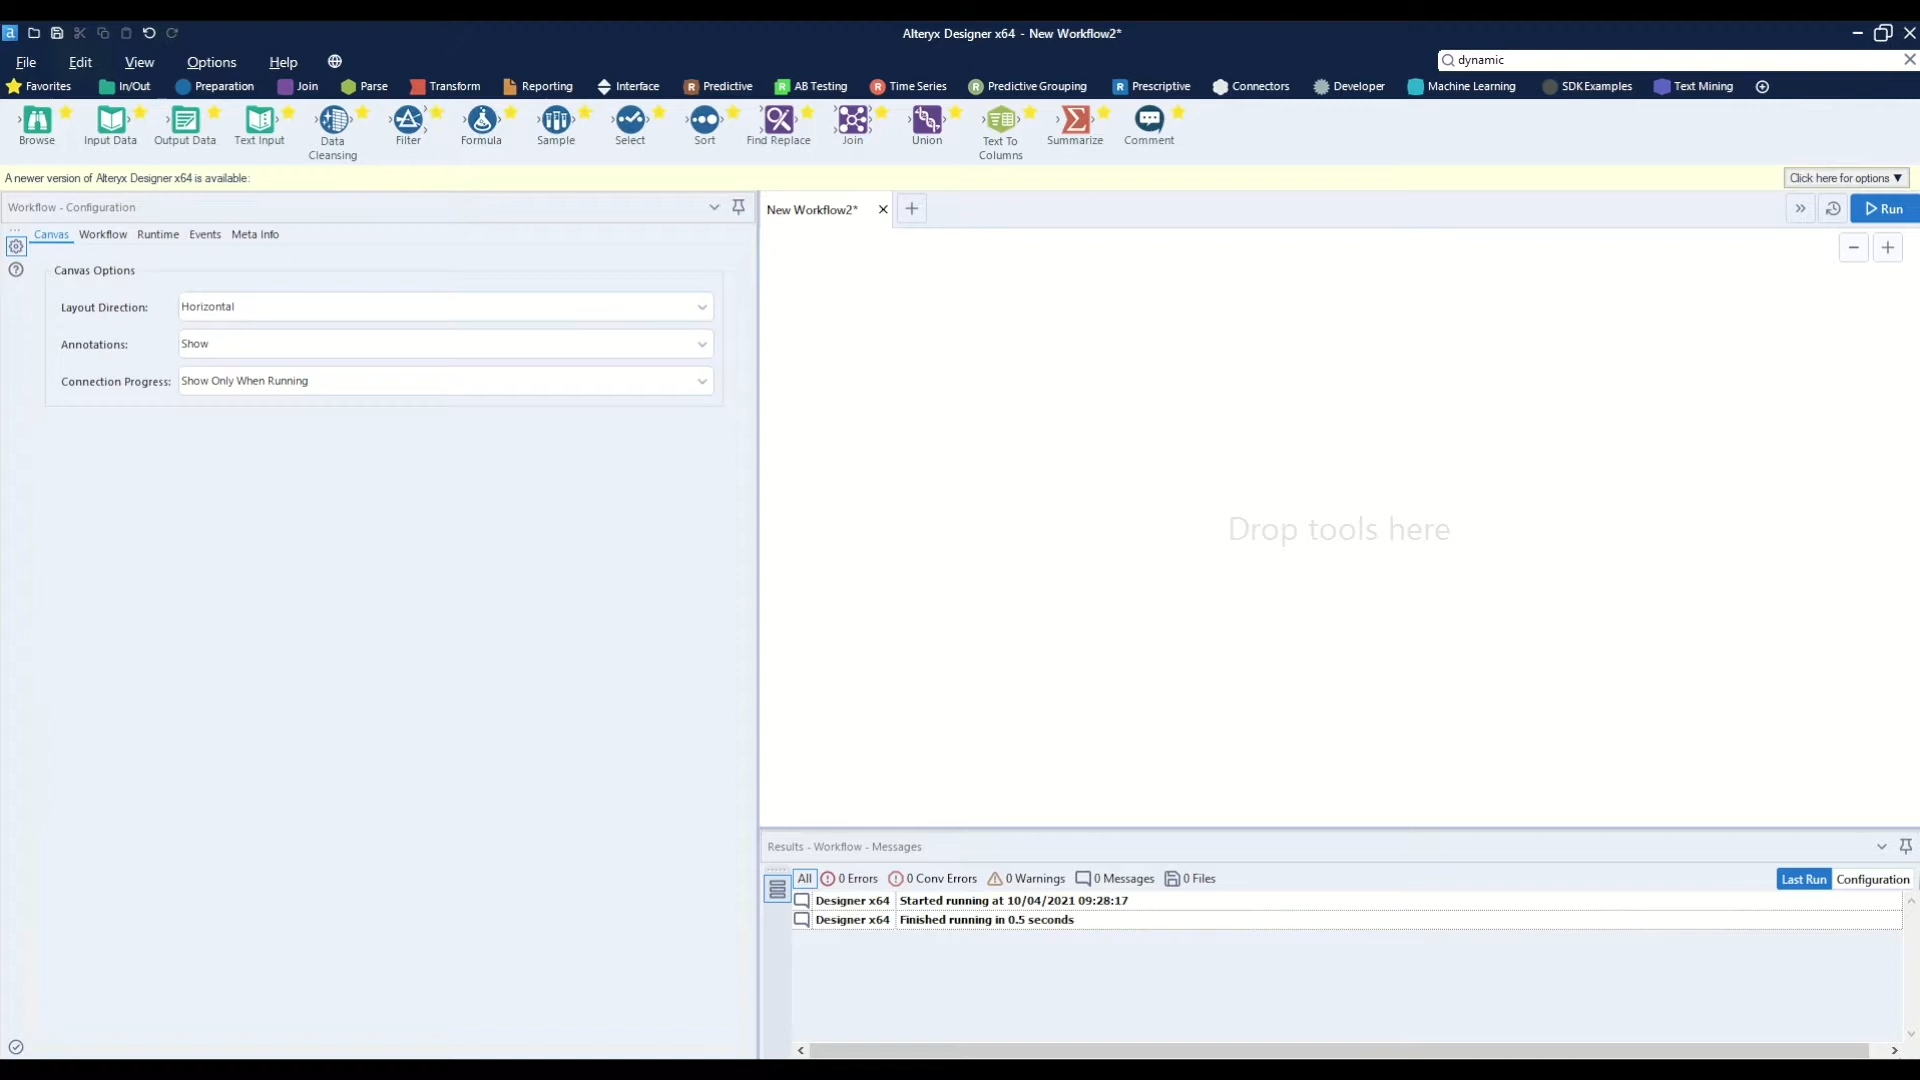 a
Alteryx Designer x64 - New Workflow2*
File Edit View Options Help
dynamic
Favorites In/Out Preparation Join Parse Transform Reporting Interface Predictive AB Testing Time Series Predictive Grouping Prescriptive Connectors Developer Machine Learning SDKExamples Text Mining
Browse Input Data Output Data Text Input Data Cleansing Filter Formula Sample Select Sort Find Replace Join Union Text To Columns Summarize Comment
A newer version of Alteryx Designer x64 is available:
Click here for options ▼
Workflow - Configuration
New Workflow2*
Run
Canvas Workflow Runtime Events Meta Info
Canvas Options
Layout Direction: Horizontal
Annotations: Show
Connection Progress: Show Only When Running
Drop tools here
Results - Workflow - Messages
All 0 Errors 0 Conv Errors 0 Warnings 0 Messages 0 Files
Last Run Configuration
Designer x64 Started running at 10/04/2021 09:28:17
Designer x64 Finished running in 0.5 seconds